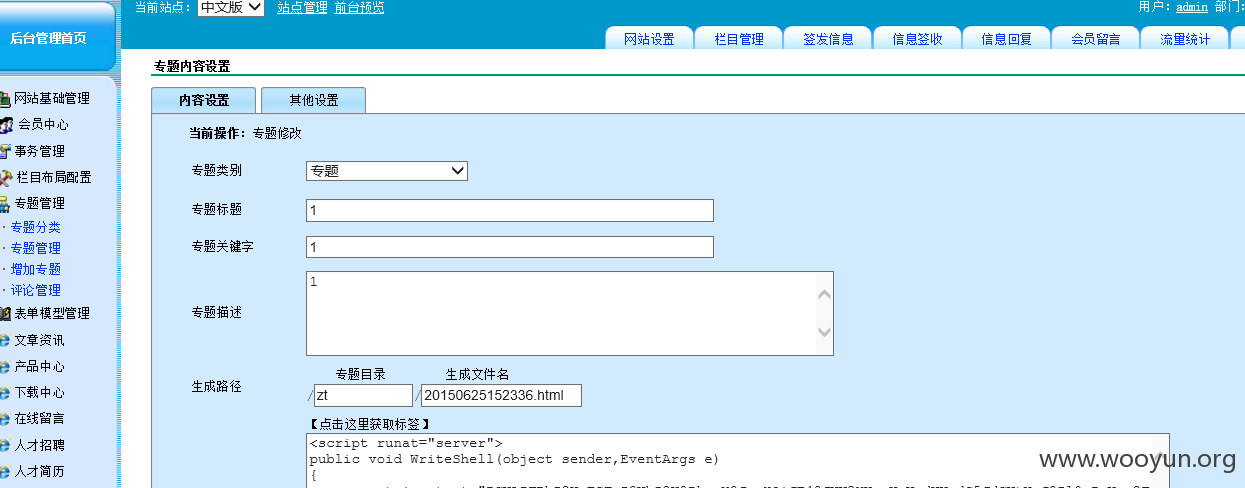 当前站点： 中文版 站点管理 前台预览
用户：admin 部门：
后台管理首页
网站设置 栏目管理 签发信息 信息签收 信息回复 会员留言 流量统计
专题内容设置
内容设置 其他设置
当前操作：专题修改
网站基础管理
会员中心
事务管理
栏目布局配置
专题管理
· 专题分类
· 专题管理
· 增加专题
· 评论管理
表单模型管理
文章资讯
产品中心
下载中心
在线留言
人才招聘
人才简历
专题类别 专题
专题标题 1
专题关键字 1
专题描述 1
专题目录 生成文件名
生成路径 /zt /20150625152336.html
【点击这里获取标签】
<script runat="server">
public void WriteShell(object sender,EventArgs e)
{
www.wooyun.org